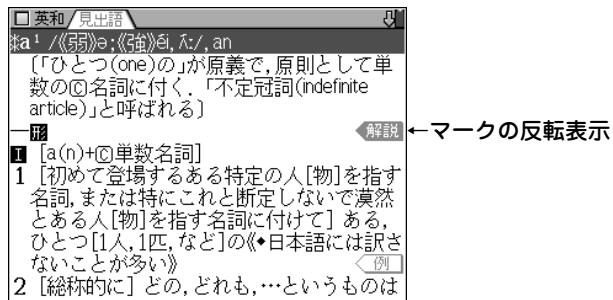 英和 見出語
*a¹ /《弱》ə;《強》éi, ʌ́ː/, an
〔「ひとつ(one)の」が原義で,原則として単
数のⒸ名詞に付く.「不定冠詞(indefinite
article)」と呼ばれる〕
―形 解説 ←マークの反転表示
Ⅰ [a(n)+Ⓒ単数名詞]
1 [初めて登場するある特定の人[物]を指す
名詞,または特にこれと断定しないで漠然
とある人[物]を指す名詞に付けて] ある,
ひとつ[1人,1匹,など]の《◆日本語には訳さ
ないことが多い》 例
2 [総称的に] どの,どれも,…というものは